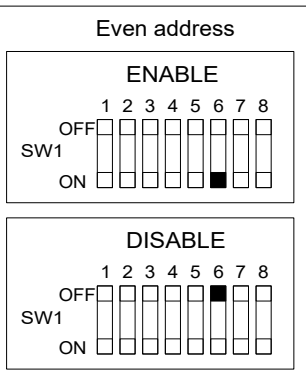 Even address
ENABLE
1 2 3 4 5 6 7 8
OFF
SW1
ON
DISABLE
1 2 3 4 5 6 7 8
OFF
SW1
ON